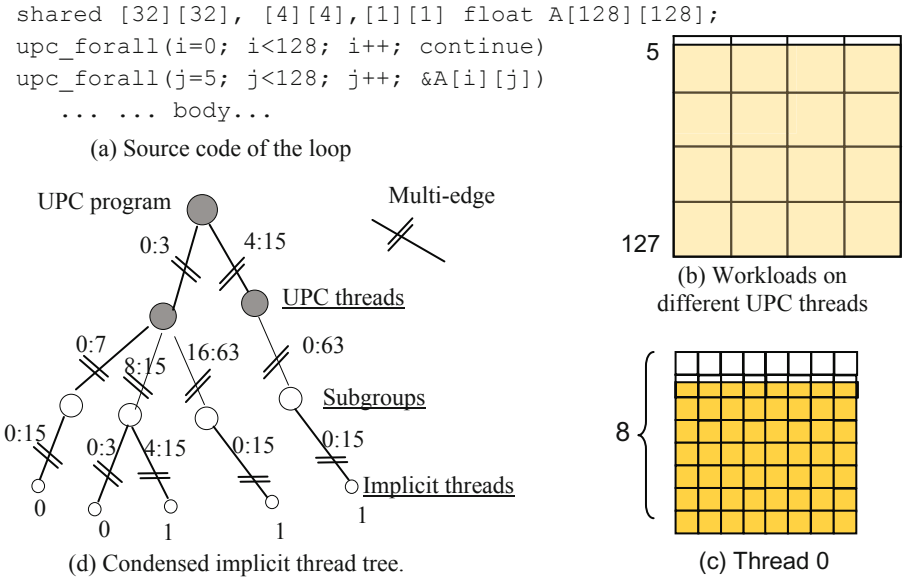 shared [32][32], [4][4],[1][1] float A[128][128];
upc_forall(i=0; i<128; i++; continue)
upc_forall(j=5; j<128; j++; &A[i][j])
... ... body...
(a) Source code of the loop
5
127
(b) Workloads on
different UPC threads
UPC program
Multi-edge
0:3
4:15
UPC threads
0:7
8:15
16:63
0:63
Subgroups
0:15
0:3
4:15
0:15
0:15
Implicit threads
0
0
1
1
1
(d) Condensed implicit thread tree.
8
(c) Thread 0